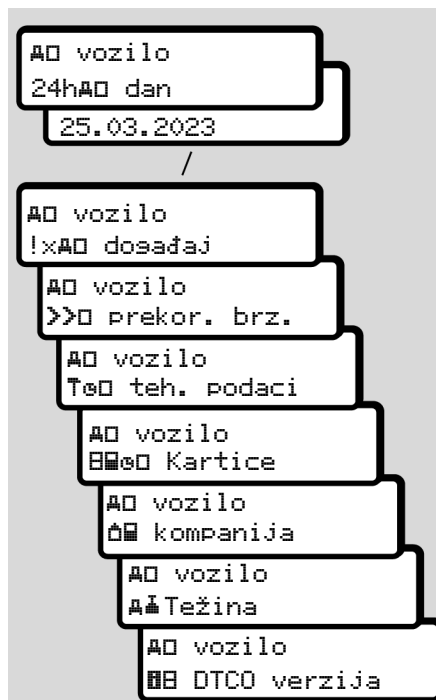 vozilo
24h dan
25.03.2023
/
vozilo
!x događaj
vozilo
>> prekor. brz.
vozilo
teh. podaci
vozilo
Kartice
vozilo
kompanija
vozilo
Težina
vozilo
DTCO verzija